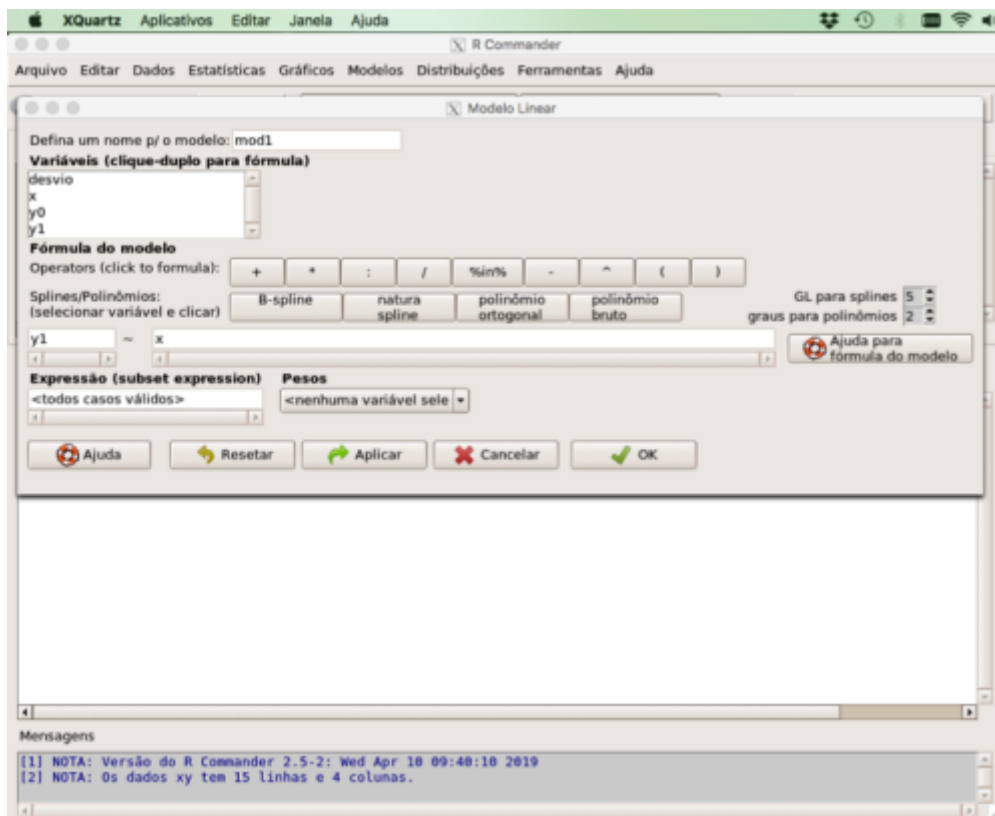 XQuartz Aplicativos Editar Janela Ajuda
R Commander
Arquivo Editar Dados Estatísticas Gráficos Modelos Distribuições Ferramentas Ajuda
Modelo Linear
Defina um nome p/ o modelo: mod1
Variáveis (clique-duplo para fórmula)
desvio
x
y0
y1
Fórmula do modelo
Operators (click to formula): + * : / %in% - ^ ( )
Splines/Polinômios:
(selecionar variável e clicar)
B-spline
natura
spline
polinômio
ortogonal
polinômio
bruto
GL para splines 5
graus para polinômios 2
y1 ~ x
Ajuda para
fórmula do modelo
Expressão (subset expression) Pesos
<todos casos válidos> <nenhuma variável sele
Ajuda Resetar Aplicar Cancelar OK
Mensagens
[1] NOTA: Versão do R Commander 2.5-2: Wed Apr 10 09:40:10 2019
[2] NOTA: Os dados xy tem 15 linhas e 4 colunas.